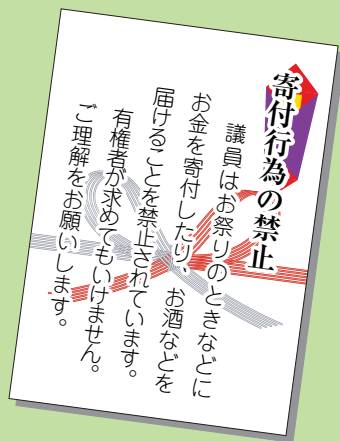 寄付行為の禁止
議員はお祭りのときなどに
お金を寄付したり、お酒などを
届けることを禁止されています。
有権者が求めてもいけません。
ご理解をお願いします。